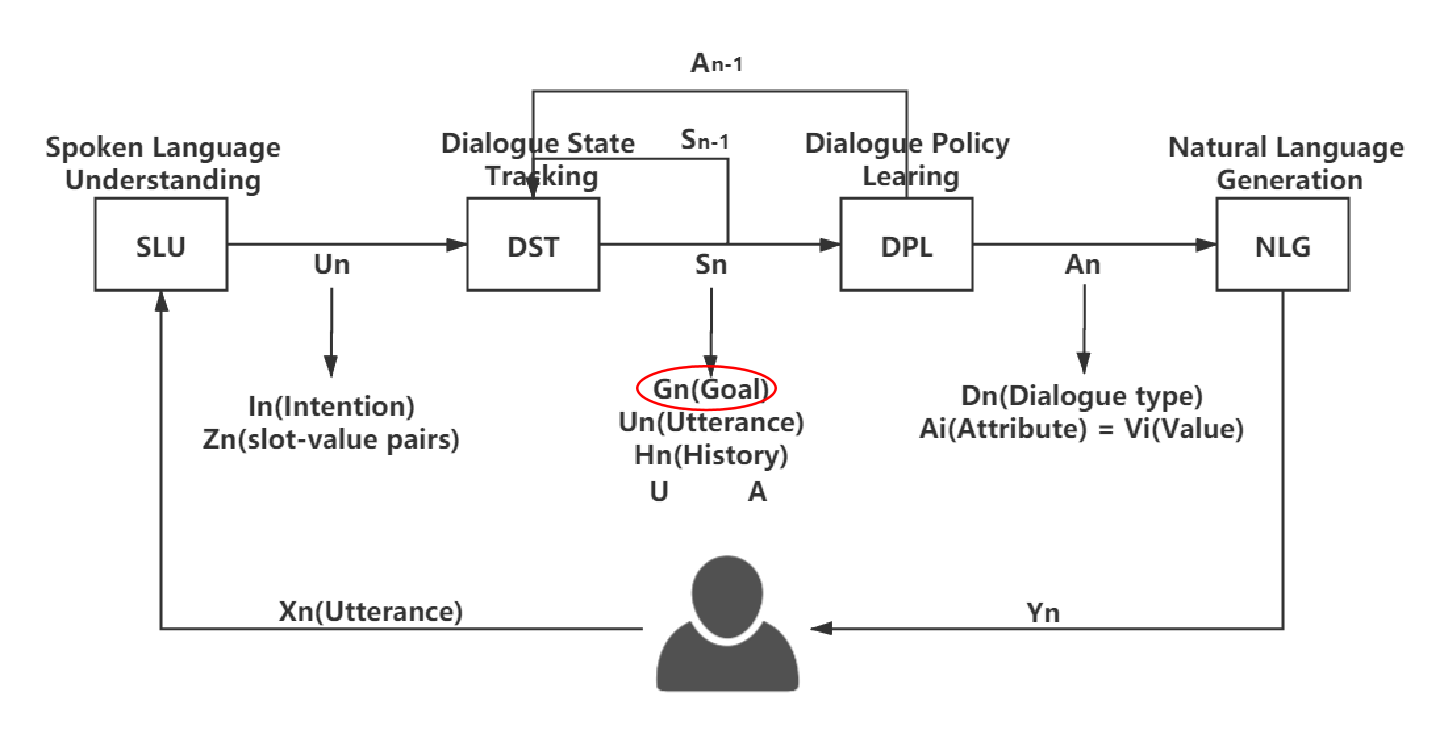 An-1
Spoken Language
Understanding
Dialogue State
Tracking
Sn-1
Dialogue Policy
Learing
Natural Language
Generation
SLU
DST
DPL
NLG
Un
Sn
An
In(Intention)
Zn(slot-value pairs)
Gn(Goal)
Un(Utterance)
Hn(History)
U A
Dn(Dialogue type)
Ai(Attribute) = Vi(Value)
Xn(Utterance)
Yn